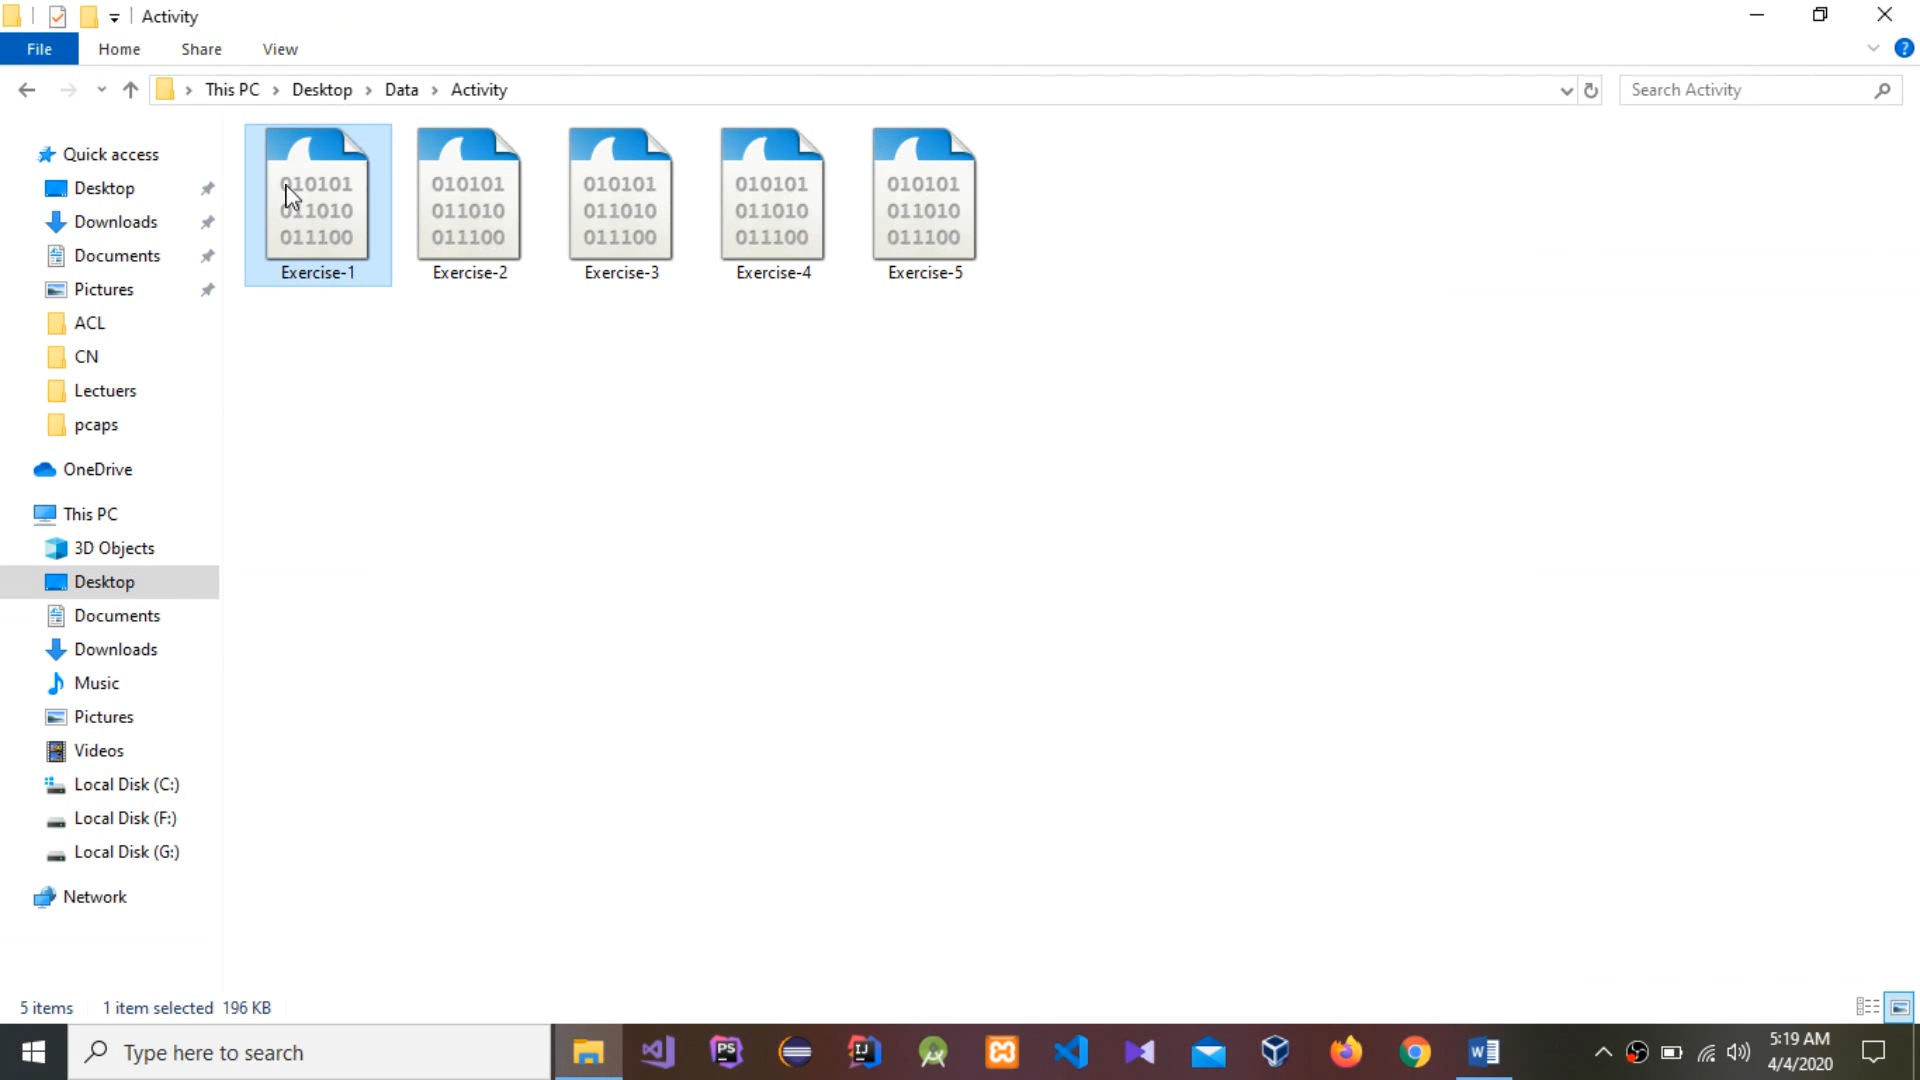 Activity
File Home Share View
This PC Desktop Data Activity
Search Activity
Quick access
Desktop
Downloads
Documents
Pictures
ACL
CN
Lectuers
pcaps
OneDrive
This PC
3D Objects
Desktop
Documents
Downloads
Music
Pictures
Videos
Local Disk (C:)
Local Disk (F:)
Local Disk (G:)
Network
010101 010101 010101 010101 010101
011010 011010 011010 011010 011010
011100 011100 011100 011100 011100
Exercise-1 Exercise-2 Exercise-3 Exercise-4 Exercise-5
5 items 1 item selected 196 KB
Type here to search
PS
IJ
W
5:19 AM
4/4/2020